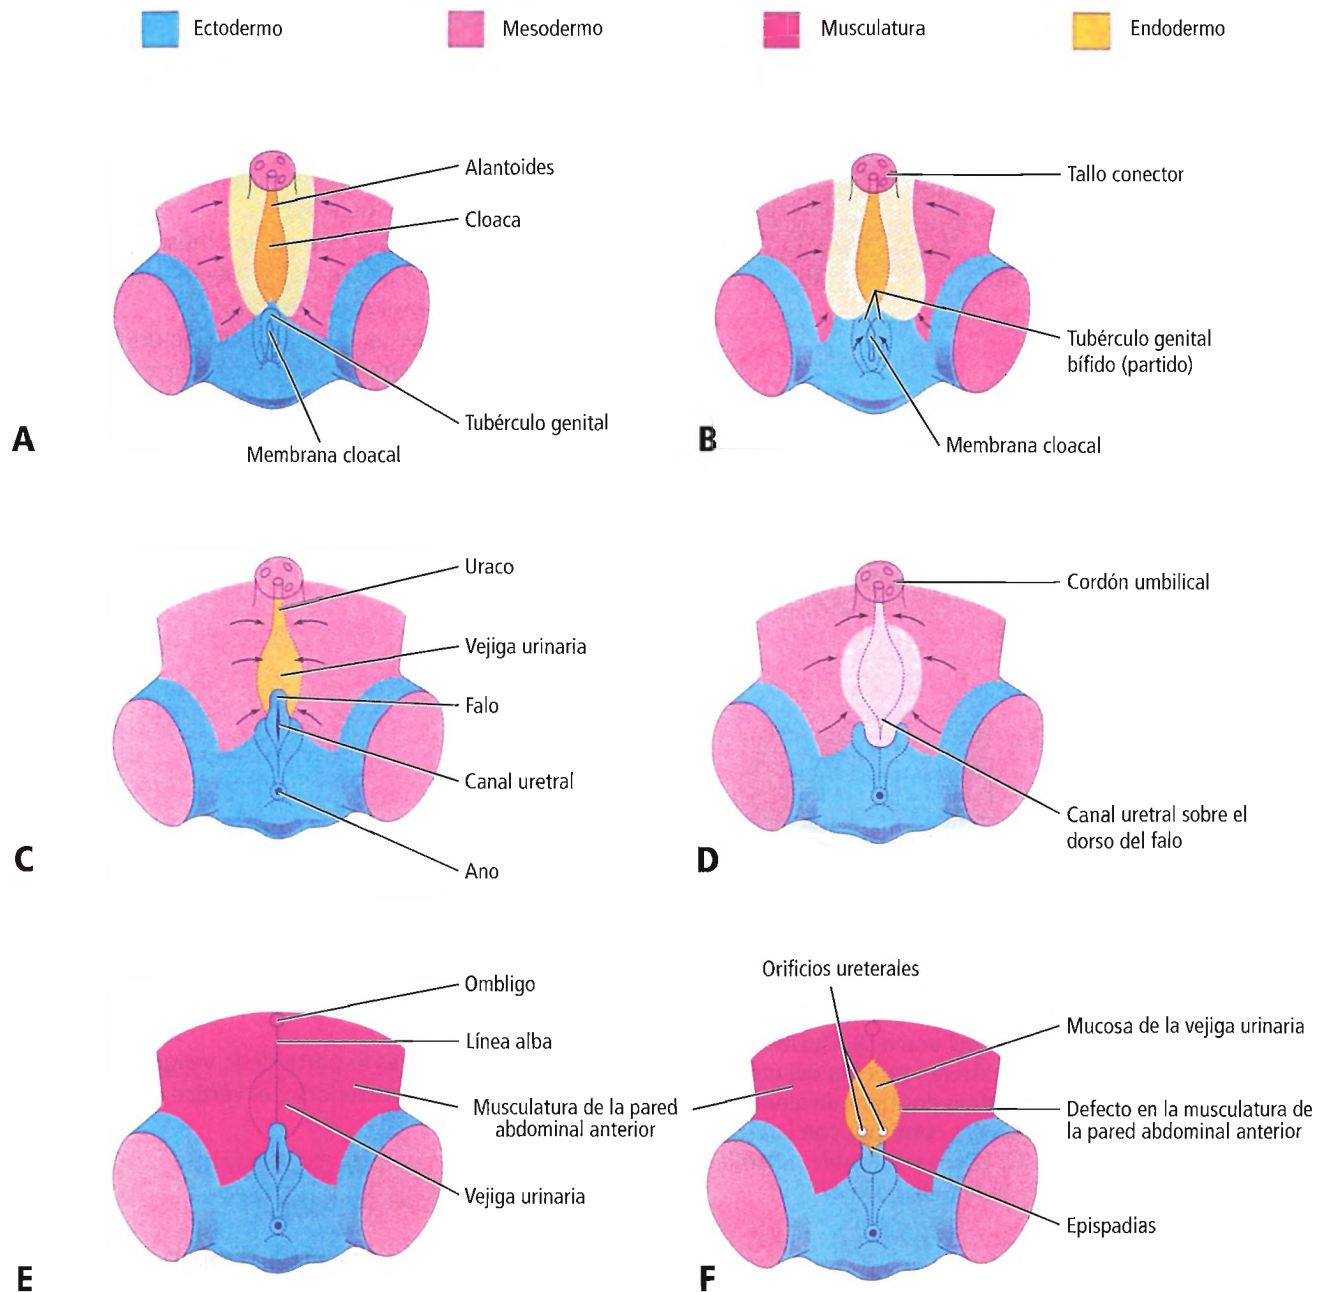 Ectodermo
Mesodermo
Musculatura
Endodermo
Alantoides
Cloaca
Tubérculo genital
Membrana cloacal
A
Tallo conector
Tubérculo genital
bífido (partido)
Membrana cloacal
B
Uraco
Vejiga urinaria
Falo
Canal uretral
Ano
C
Cordón umbilical
Canal uretral sobre el
dorso del falo
D
Ombligo
Línea alba
Musculatura de la pared
abdominal anterior
Vejiga urinaria
E
Orificios ureterales
Mucosa de la vejiga urinaria
Defecto en la musculatura de
la pared abdominal anterior
Epispadias
F